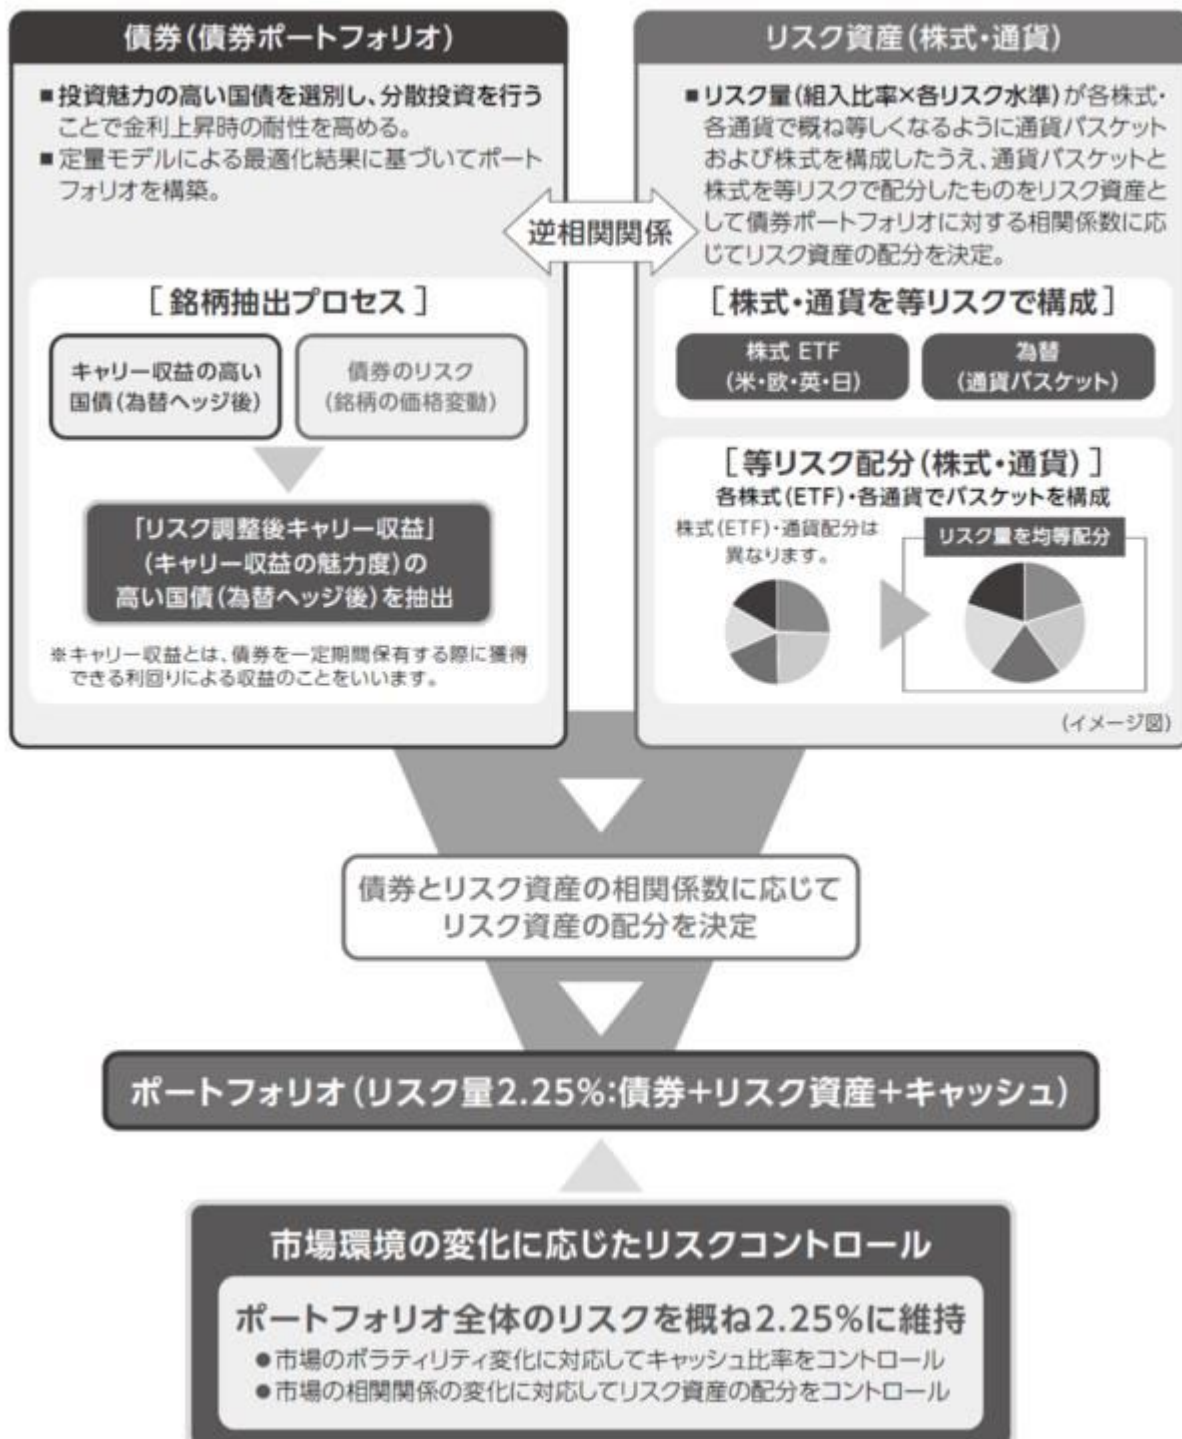 債券(債券ポートフォリオ)
■投資魅力の高い国債を選別し、分散投資を行う
ことで金利上昇時の耐性を高める。
■定量モデルによる最適化結果に基づいてポート
フォリオを構築。
[銘柄抽出プロセス]
キャリー収益の高い
国債(為替ヘッジ後)
債券のリスク
(銘柄の価格変動)
「リスク調整後キャリー収益」
(キャリー収益の魅力度)の
高い国債(為替ヘッジ後)を抽出
※キャリー収益とは、債券を一定期間保有する際に獲得
できる利回りによる収益のことをいいます。
逆相関関係
リスク資産(株式・通貨)
■リスク量(組入比率×各リスク水準)が各株式・
各通貨で概ね等しくなるように通貨バスケット
および株式を構成したうえ、通貨バスケットと
株式を等リスクで配分したものをリスク資産と
して債券ポートフォリオに対する相関係数に応
じてリスク資産の配分を決定。
[株式・通貨を等リスクで構成]
株式 ETF
(米・欧・英・日)
為替
(通貨バスケット)
[等リスク配分(株式・通貨)]
各株式(ETF)・各通貨でバスケットを構成
株式(ETF)・通貨配分は
異なります。
リスク量を均等配分
(イメージ図)
債券とリスク資産の相関係数に応じて
リスク資産の配分を決定
ポートフォリオ(リスク量2.25%:債券+リスク資産+キャッシュ)
市場環境の変化に応じたリスクコントロール
ポートフォリオ全体のリスクを概ね2.25%に維持
●市場のボラティリティ変化に対応してキャッシュ比率をコントロール
●市場の相関関係の変化に対応してリスク資産の配分をコントロール